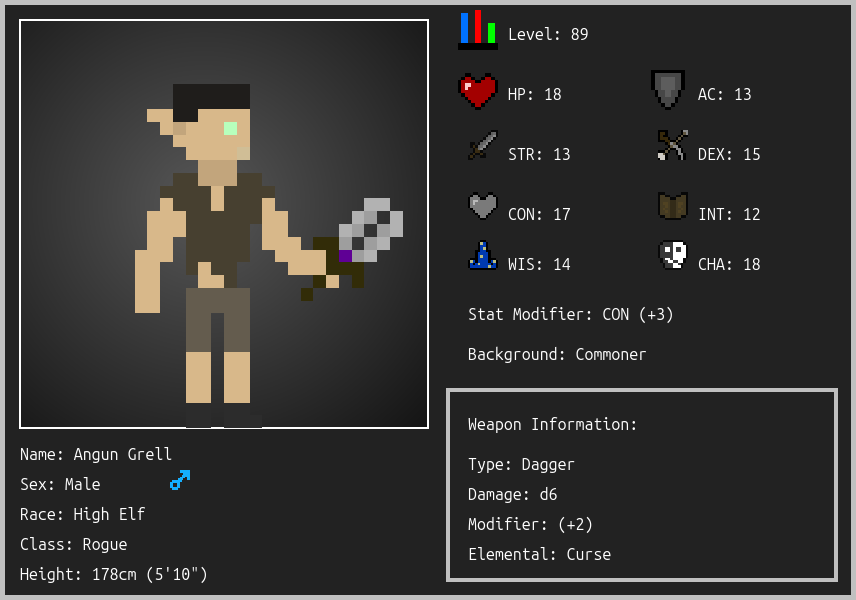 Level: 89
HP: 18
AC: 13
STR: 13
DEX: 15
CON: 17
INT: 12
WIS: 14
CHA: 18
Stat Modifier: CON (+3)
Background: Commoner
Weapon Information:
Type: Dagger
Damage: d6
Modifier: (+2)
Elemental: Curse
Name: Angun Grell
Sex: Male
Race: High Elf
Class: Rogue
Height: 178cm (5'10")